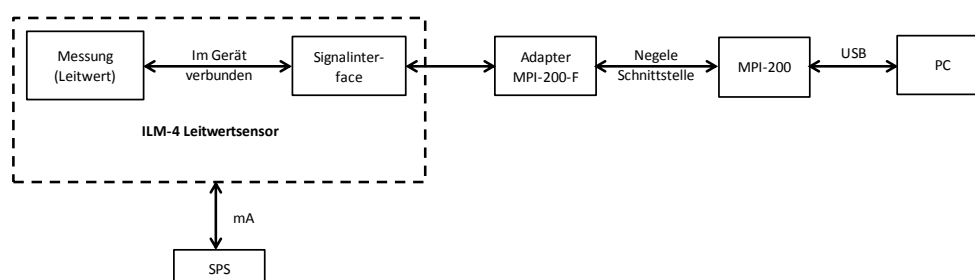 Messung
(Leitwert)
Im Gerät
verbunden
Signalinter-
face
Adapter
MPI-200-F
Negele
Schnittstelle
MPI-200
USB
PC
ILM-4 Leitwertsensor
mA
SPS